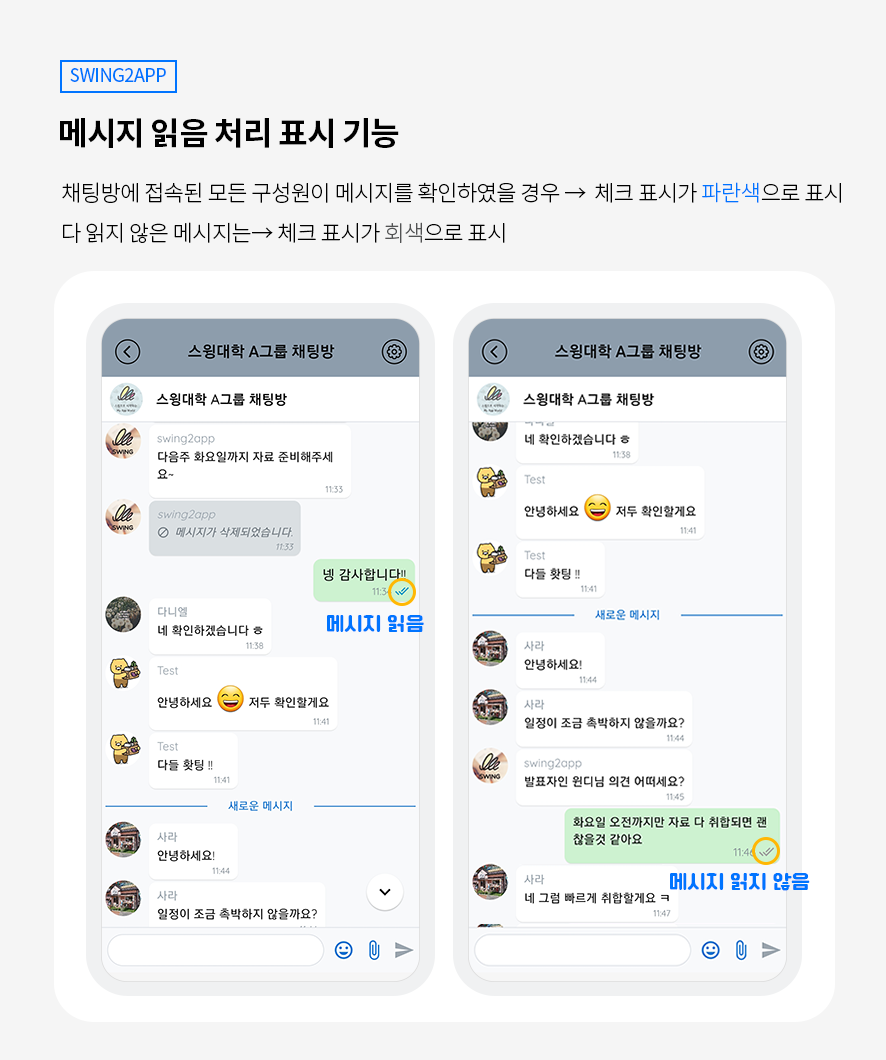 SWING2APP
메시지 읽음 처리 표시 기능
채팅방에 접속된 모든 구성원이 메시지를 확인하였을 경우 → 체크 표시가 파란색으로 표시
다 읽지 않은 메시지는→ 체크 표시가 회색으로 표시
스윙대학 A그룹 채팅방
스윙대학 A그룹 채팅방
swing2app
다음주 화요일까지 자료 준비해주세
요~
11:33
SWING
swing2app
메시지가 삭제되었습니다.
11:33
SWING
넹 감사합니다!!
메시지 읽음
다니엘
네 확인하겠습니다 ㅎ
11:38
Test
안녕하세요 😄 저두 확인할게요
11:41
Test
다들 홧팅 !!
11:41
새로운 메시지
사라
안녕하세요!
11:44
사라
일정이 조금 촉박하지 않을까요?
스윙대학 A그룹 채팅방
스윙대학 A그룹 채팅방
네 확인하겠습니다 ㅎ
11:38
Test
안녕하세요 😄 저두 확인할게요
11:41
Test
다들 홧팅 !!
11:41
새로운 메시지
사라
안녕하세요!
11:44
사라
일정이 조금 촉박하지 않을까요?
11:44
swing2app
발표자인 윈디님 의견 어떠세요?
11:45
SWING
화요일 오전까지만 자료 다 취합되면 괜
찮을것 같아요
11:46
메시지 읽지 않음
사라
네 그럼 빠르게 취합할게요 ㅋ
11:47